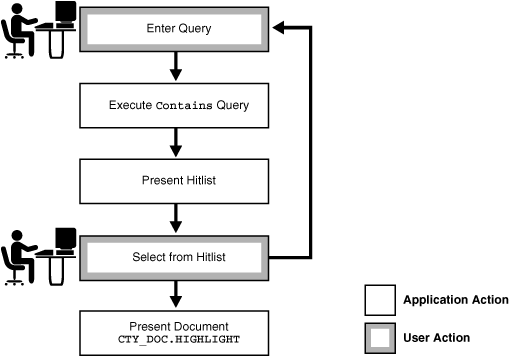 Enter Query
Execute Contains Query
Present Hitlist
Select from Hitlist
Present Document
CTY_DOC.HIGHLIGHT
Application Action
User Action